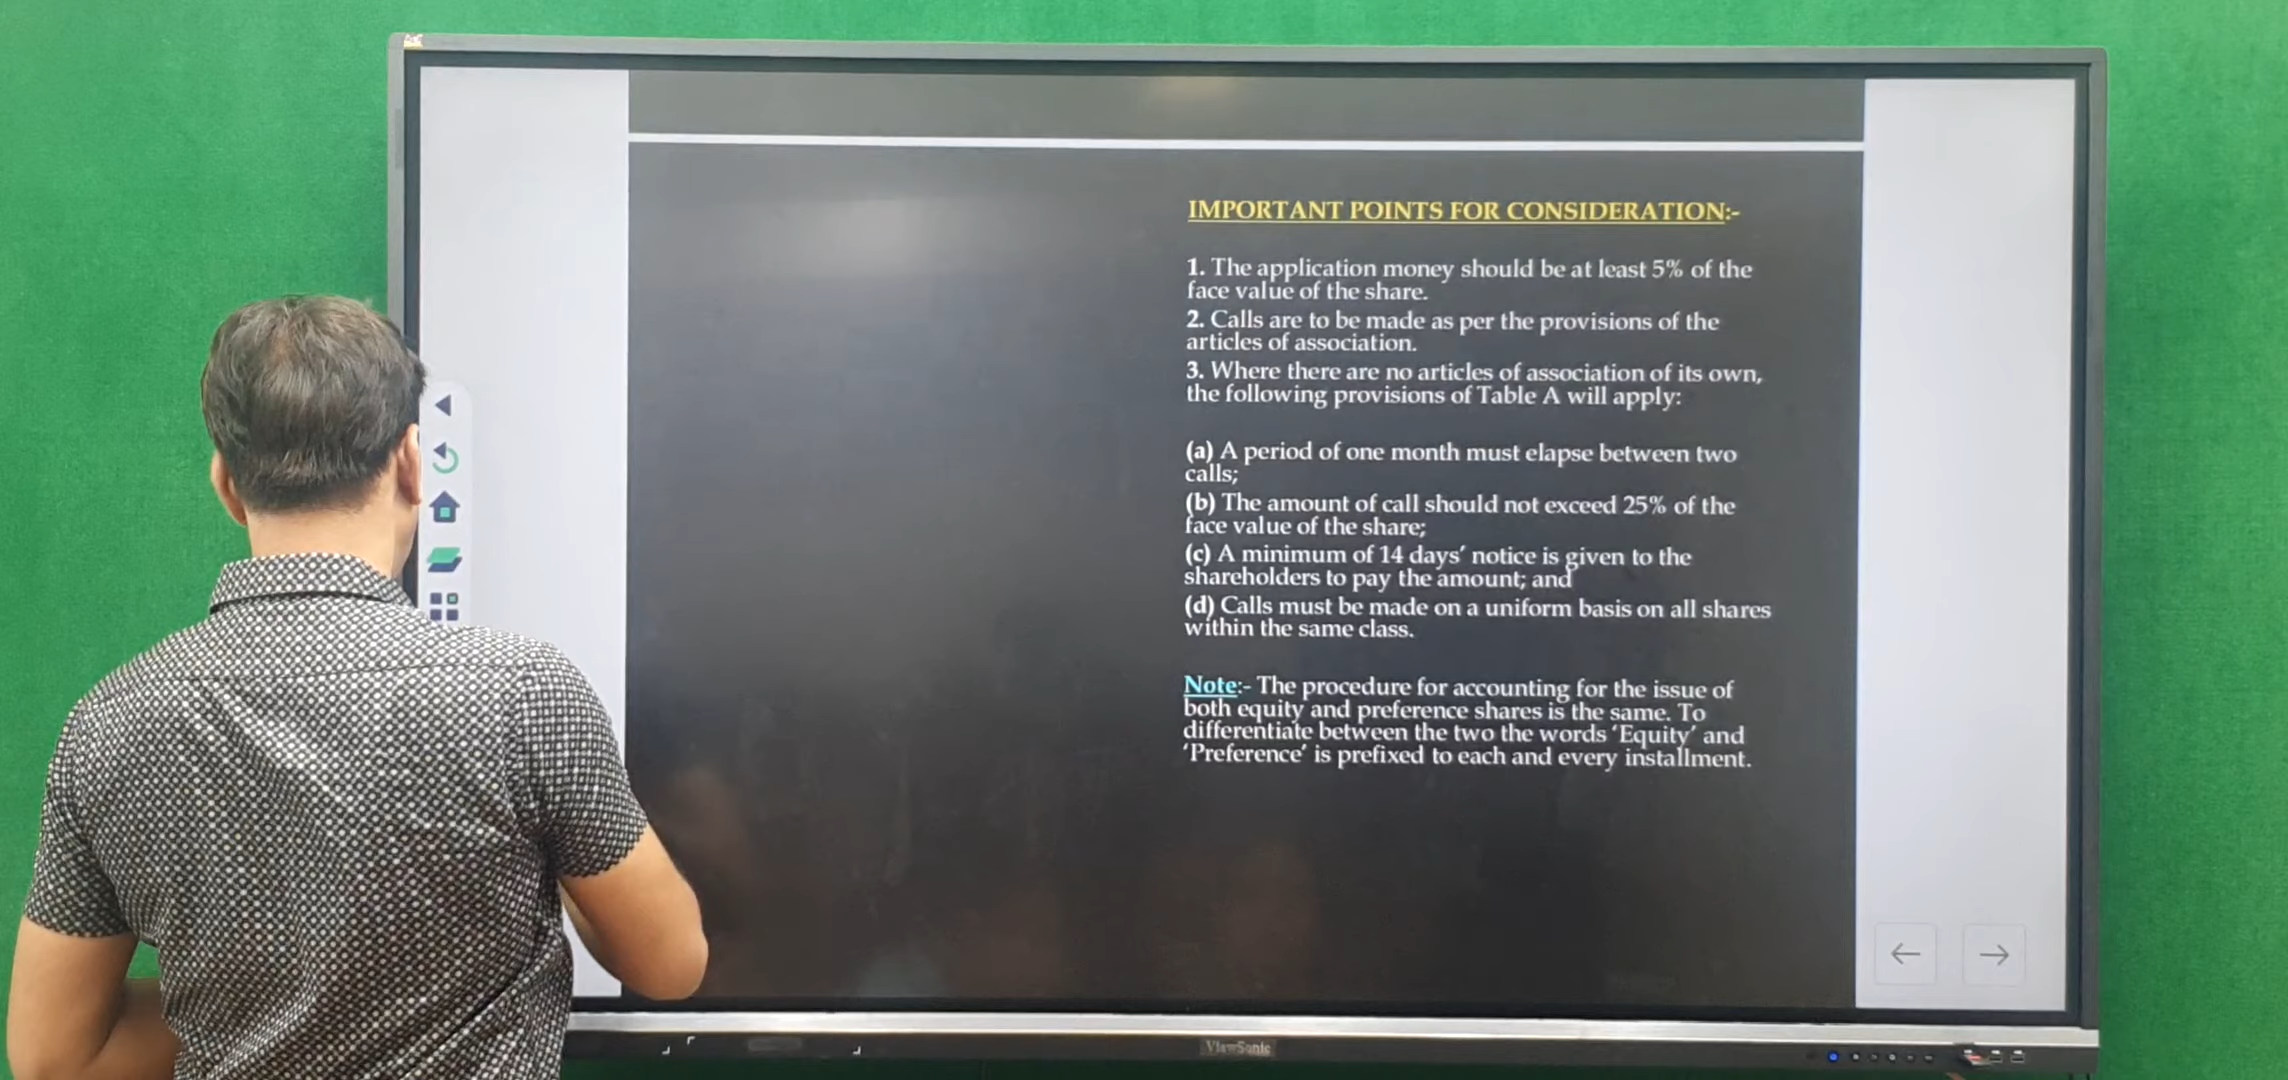 IMPORTANT POINTS FOR CONSIDERATION:-
1. The application money should be at least 5% of the
face value of the share.
2. Calls are to be made as per the provisions of the
articles of association.
3. Where there are no articles of association of its own,
the following provisions of Table A will apply:
(a) A period of one month must elapse between two
calls;
(b) The amount of call should not exceed 25% of the
face value of the share;
(c) A minimum of 14 days’ notice is given to the
shareholders to pay the amount; and
(d) Calls must be made on a uniform basis on all shares
within the same class.
Note:- The procedure for accounting for the issue of
both equity and preference shares is the same. To
differentiate between the two the words ‘Equity’ and
‘Preference’ is prefixed to each and every installment.
ViewSonic